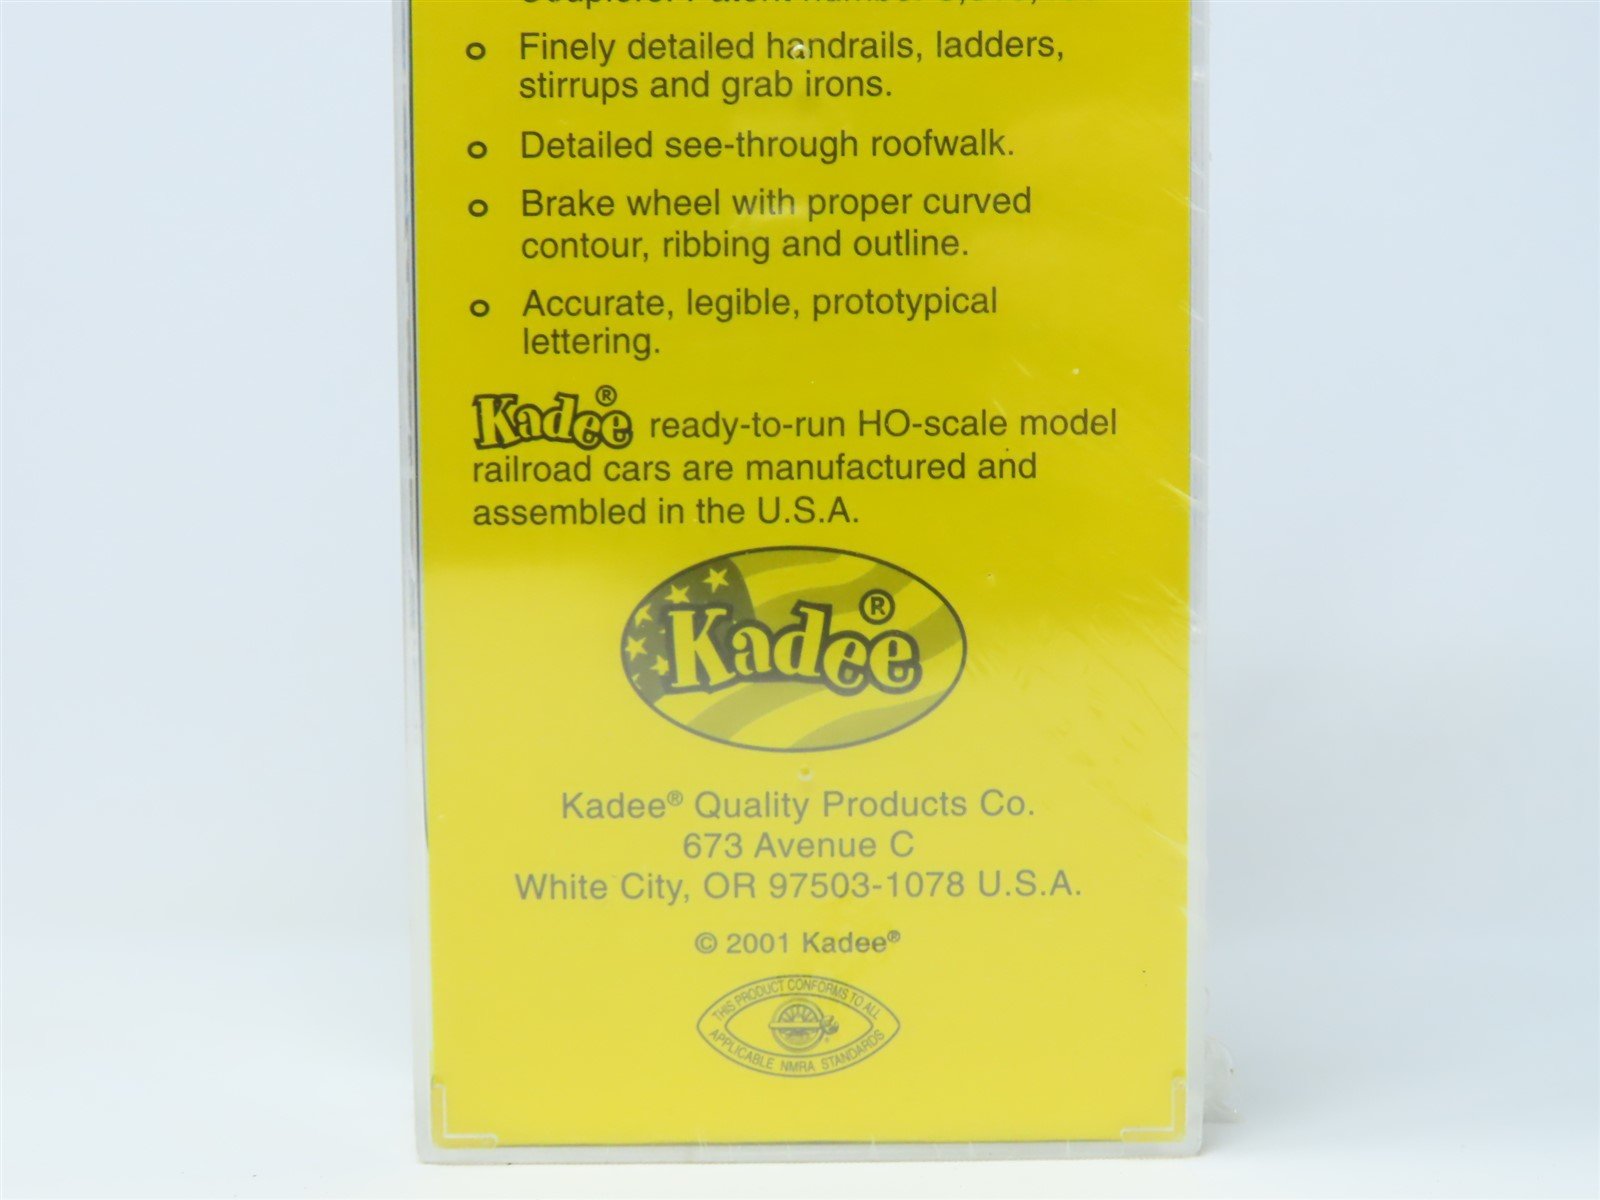 Couplers. Patent number
o Finely detailed handrails, ladders,
stirrups and grab irons.
o Detailed see-through roofwalk.
o Brake wheel with proper curved
contour, ribbing and outline.
o Accurate, legible, prototypical
lettering.
Kadee® ready-to-run HO-scale model
railroad cars are manufactured and
assembled in the U.S.A.
Kadee®
Kadee® Quality Products Co.
673 Avenue C
White City, OR 97503-1078 U.S.A.
© 2001 Kadee®
THIS PRODUCT CONFORMS TO ALL
APPLICABLE NMRA STANDARDS